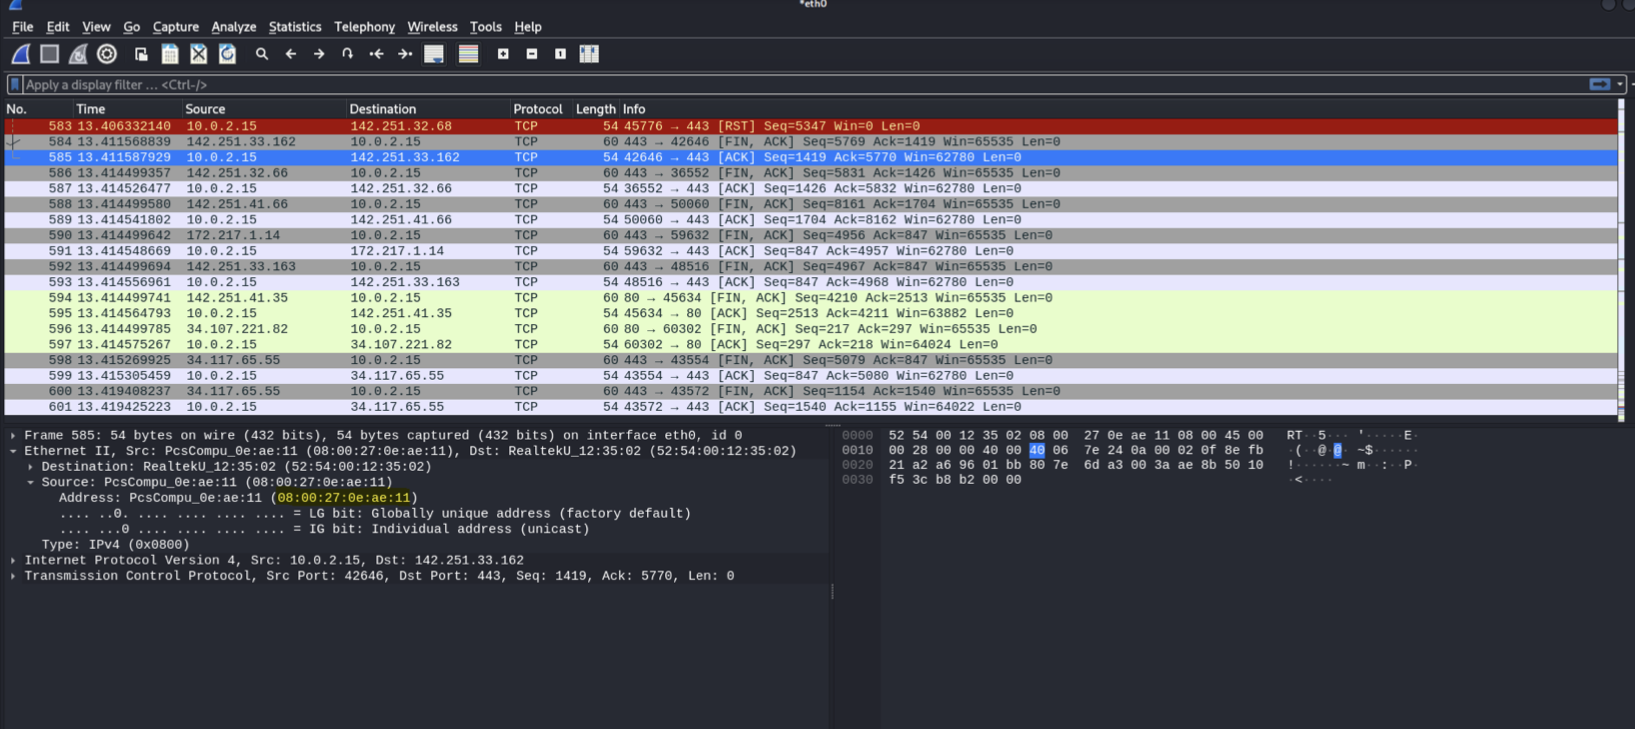 *eth0
File Edit View Go Capture Analyze Statistics Telephony Wireless Tools Help
Apply a display filter ... <Ctrl-/>
No. Time Source Destination Protocol Length Info
583 13.406332140 10.0.2.15 142.251.32.68 TCP 54 45776 → 443 [RST] Seq=5347 Win=0 Len=0
584 13.411568839 142.251.33.162 10.0.2.15 TCP 60 443 → 42646 [FIN, ACK] Seq=5769 Ack=1419 Win=65535 Len=0
585 13.411587929 10.0.2.15 142.251.33.162 TCP 54 42646 → 443 [ACK] Seq=1419 Ack=5770 Win=62780 Len=0
586 13.414499357 142.251.32.66 10.0.2.15 TCP 60 443 → 36552 [FIN, ACK] Seq=5831 Ack=1426 Win=65535 Len=0
587 13.414526477 10.0.2.15 142.251.32.66 TCP 54 36552 → 443 [ACK] Seq=1426 Ack=5832 Win=62780 Len=0
588 13.414499580 142.251.41.66 10.0.2.15 TCP 60 443 → 50060 [FIN, ACK] Seq=8161 Ack=1704 Win=65535 Len=0
589 13.414541802 10.0.2.15 142.251.41.66 TCP 54 50060 → 443 [ACK] Seq=1704 Ack=8162 Win=62780 Len=0
590 13.414499642 172.217.1.14 10.0.2.15 TCP 60 443 → 59632 [FIN, ACK] Seq=4956 Ack=847 Win=65535 Len=0
591 13.414548669 10.0.2.15 172.217.1.14 TCP 54 59632 → 443 [ACK] Seq=847 Ack=4957 Win=62780 Len=0
592 13.414499694 142.251.33.163 10.0.2.15 TCP 60 443 → 48516 [FIN, ACK] Seq=4967 Ack=847 Win=65535 Len=0
593 13.414556961 10.0.2.15 142.251.33.163 TCP 54 48516 → 443 [ACK] Seq=847 Ack=4968 Win=62780 Len=0
594 13.414499741 142.251.41.35 10.0.2.15 TCP 60 80 → 45634 [FIN, ACK] Seq=4210 Ack=2513 Win=65535 Len=0
595 13.414564793 10.0.2.15 142.251.41.35 TCP 54 45634 → 80 [ACK] Seq=2513 Ack=4211 Win=63882 Len=0
596 13.414499785 34.107.221.82 10.0.2.15 TCP 60 80 → 60302 [FIN, ACK] Seq=217 Ack=297 Win=65535 Len=0
597 13.414575267 10.0.2.15 34.107.221.82 TCP 54 60302 → 80 [ACK] Seq=297 Ack=218 Win=64024 Len=0
598 13.415269925 34.117.65.55 10.0.2.15 TCP 60 443 → 43554 [FIN, ACK] Seq=5079 Ack=847 Win=65535 Len=0
599 13.415305459 10.0.2.15 34.117.65.55 TCP 54 43554 → 443 [ACK] Seq=847 Ack=5080 Win=62780 Len=0
600 13.419408237 34.117.65.55 10.0.2.15 TCP 60 443 → 43572 [FIN, ACK] Seq=1154 Ack=1540 Win=65535 Len=0
601 13.419425223 10.0.2.15 34.117.65.55 TCP 54 43572 → 443 [ACK] Seq=1540 Ack=1155 Win=64022 Len=0
Frame 585: 54 bytes on wire (432 bits), 54 bytes captured (432 bits) on interface eth0, id 0
Ethernet II, Src: PcsCompu_0e:ae:11 (08:00:27:0e:ae:11), Dst: RealtekU_12:35:02 (52:54:00:12:35:02)
Destination: RealtekU_12:35:02 (52:54:00:12:35:02)
Source: PcsCompu_0e:ae:11 (08:00:27:0e:ae:11)
Address: PcsCompu_0e:ae:11 (08:00:27:0e:ae:11)
.... ..0. .... .... .... .... = LG bit: Globally unique address (factory default)
.... ...0 .... .... .... .... = IG bit: Individual address (unicast)
Type: IPv4 (0x0800)
Internet Protocol Version 4, Src: 10.0.2.15, Dst: 142.251.33.162
Transmission Control Protocol, Src Port: 42646, Dst Port: 443, Seq: 1419, Ack: 5770, Len: 0
0000 52 54 00 12 35 02 08 00 27 0e ae 11 08 00 45 00 RT··5··· '·····E·
0010 00 28 00 00 40 00 40 06 7e 24 0a 00 02 0f 8e fb ·(··@·@· ~$······
0020 21 a2 a6 96 01 bb 80 7e 6d a3 00 3a ae 8b 50 10 !······~ m··:··P·
0030 f5 3c b8 b2 00 00 ·<····